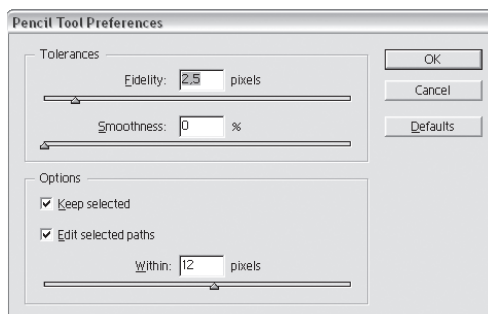 Pencil Tool Preferences
Tolerances
Fidelity: 2,5 pixels
Smoothness: 0 %
Options
Keep selected
Edit selected paths
Within: 12 pixels
OK
Cancel
Defaults